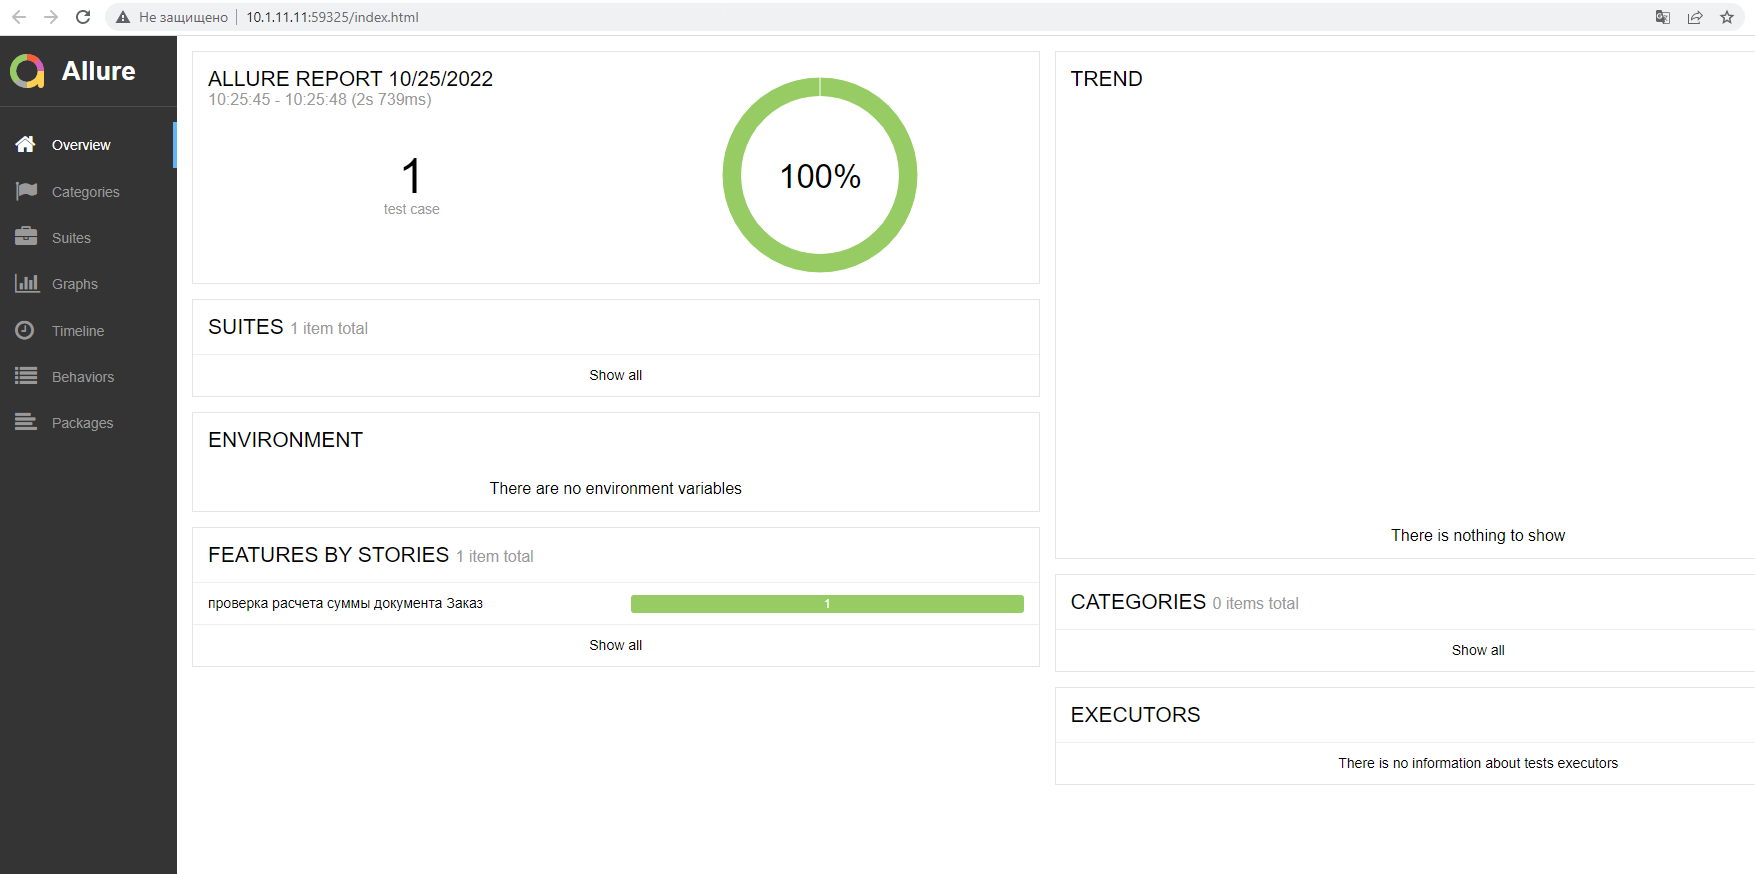 Не защищено
10.1.11.11:59325/index.html
Allure
Overview
Categories
Suites
Graphs
Timeline
Behaviors
Packages
ALLURE REPORT 10/25/2022
10:25:45 - 10:25:48 (2s 739ms)
1
test case
100%
SUITES 1 item total
Show all
ENVIRONMENT
There are no environment variables
FEATURES BY STORIES 1 item total
проверка расчета суммы документа Заказ
1
Show all
TREND
There is nothing to show
CATEGORIES 0 items total
Show all
EXECUTORS
There is no information about tests executors